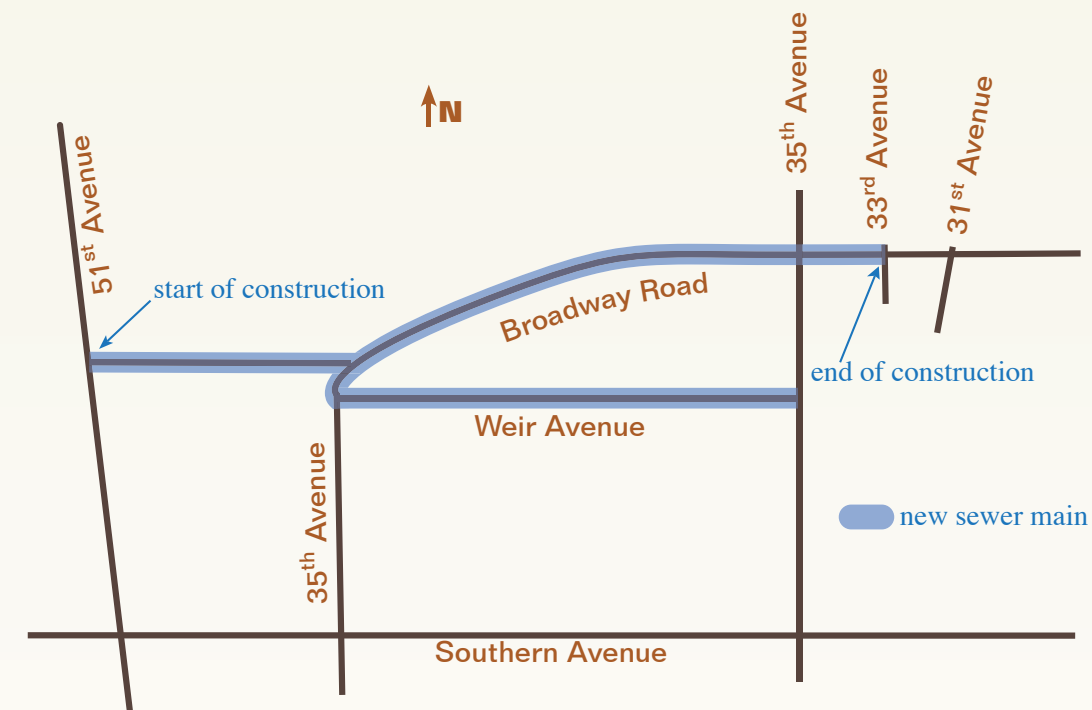 51st Avenue
N
35th Avenue
33rd Avenue
31st Avenue
start of construction
Broadway Road
end of construction
Weir Avenue
35th Avenue
new sewer main
Southern Avenue